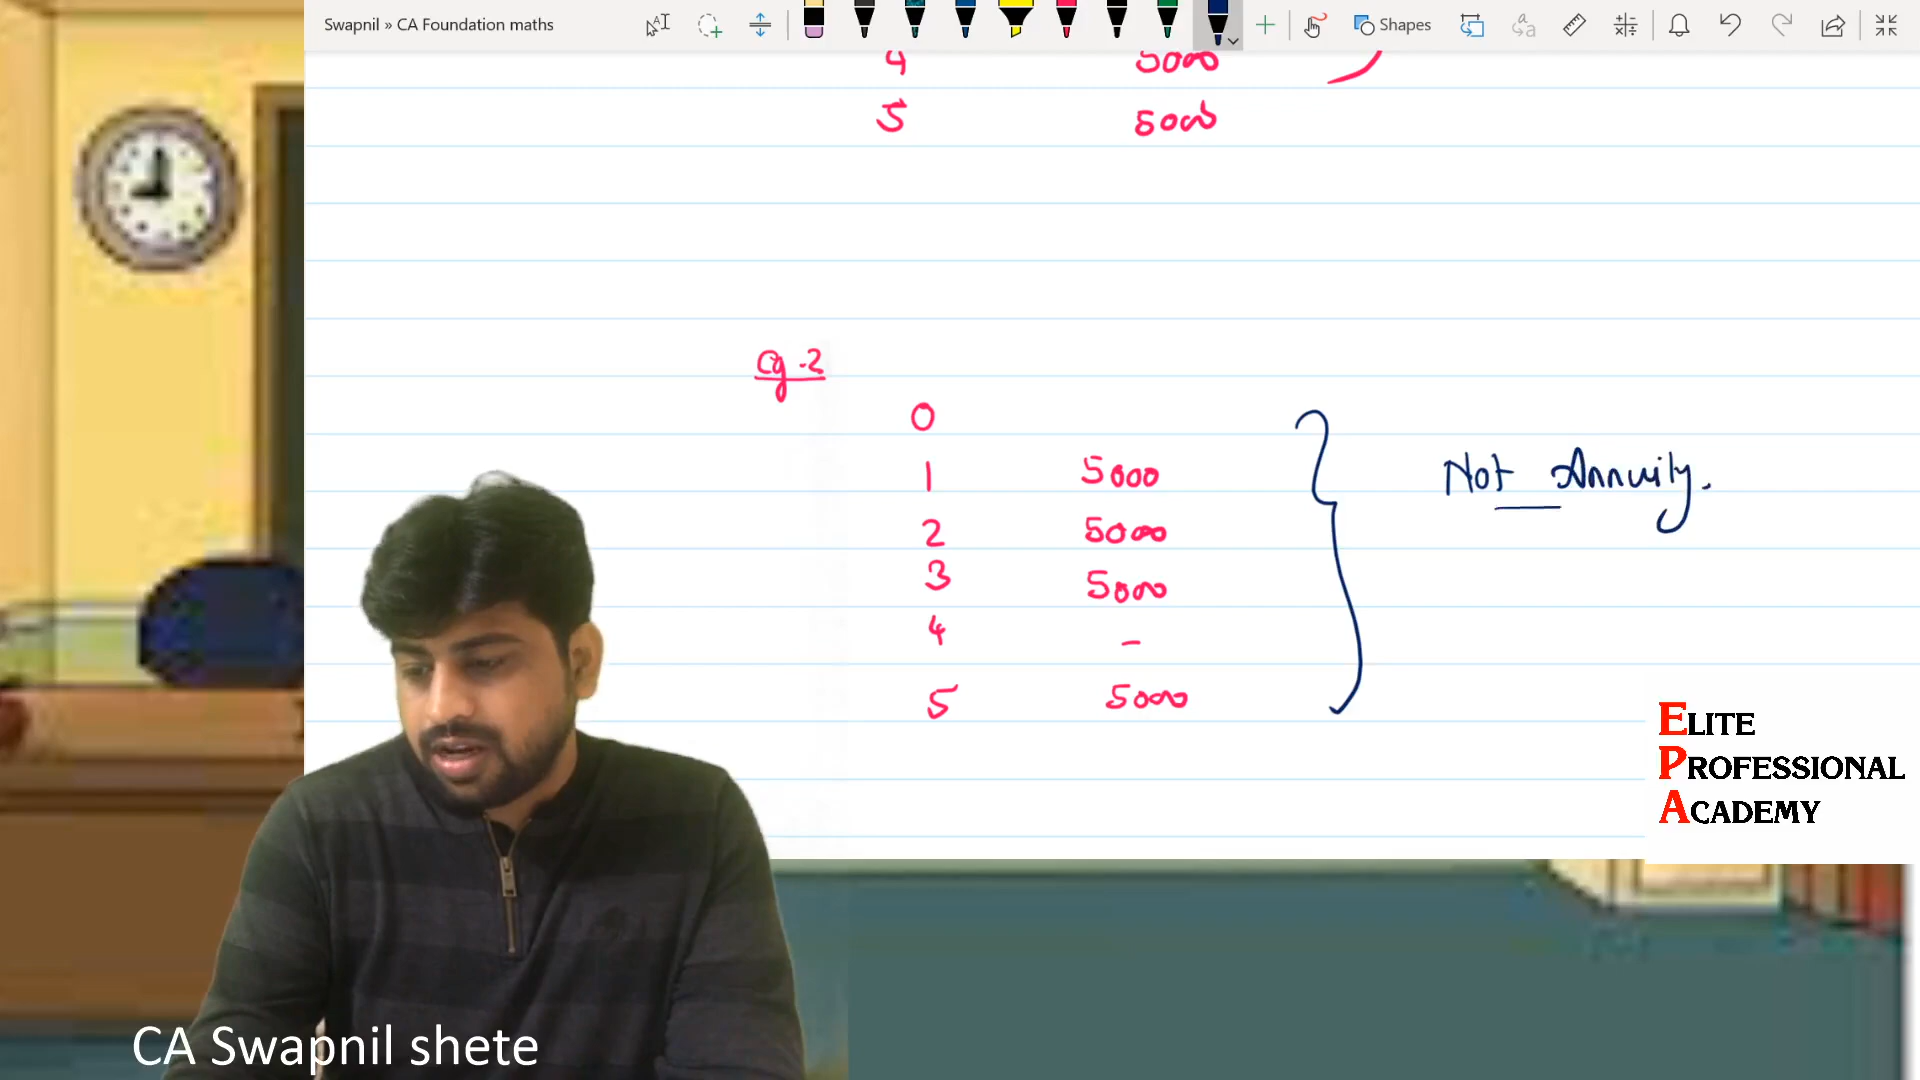 Swapnil » CA Foundation maths
Shapes
4 5000
5 5000
eg -2
0
1 5000
2 5000
3 5000
4 -
5 5000
Not Annuity.
ELITE
PROFESSIONAL
ACADEMY
CA Swapnil shete